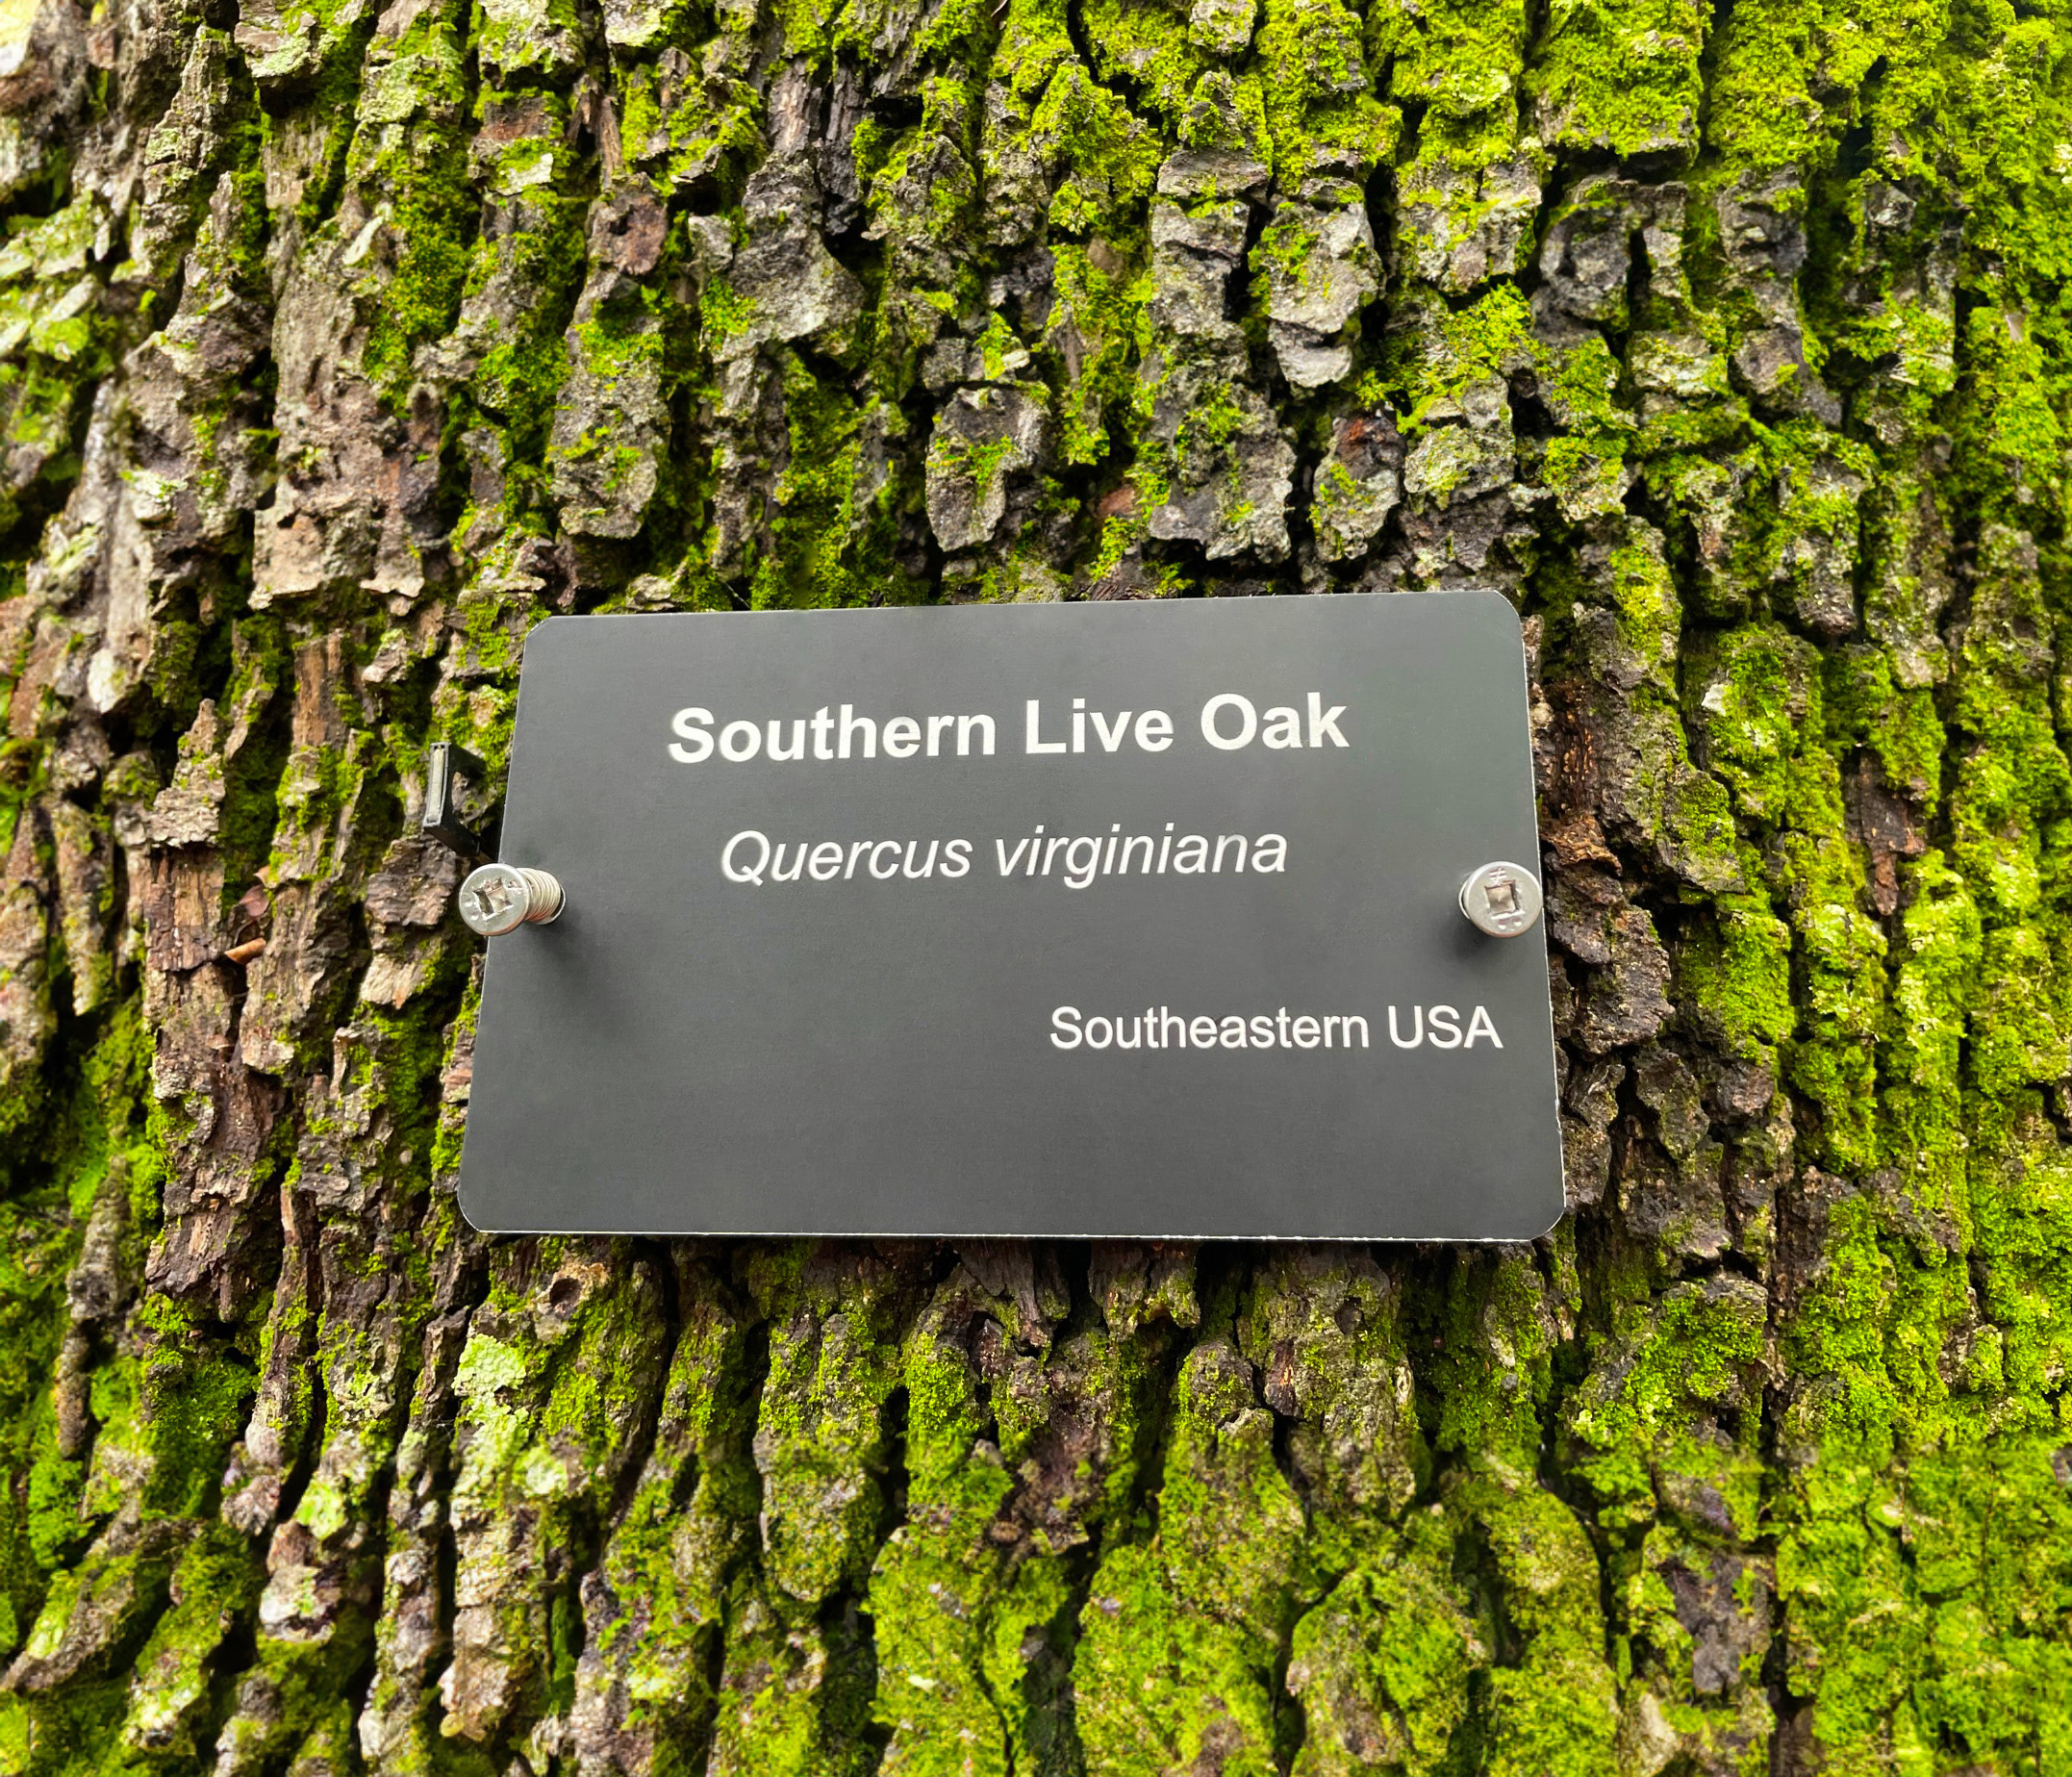 Southern Live Oak
Quercus virginiana
Southeastern USA